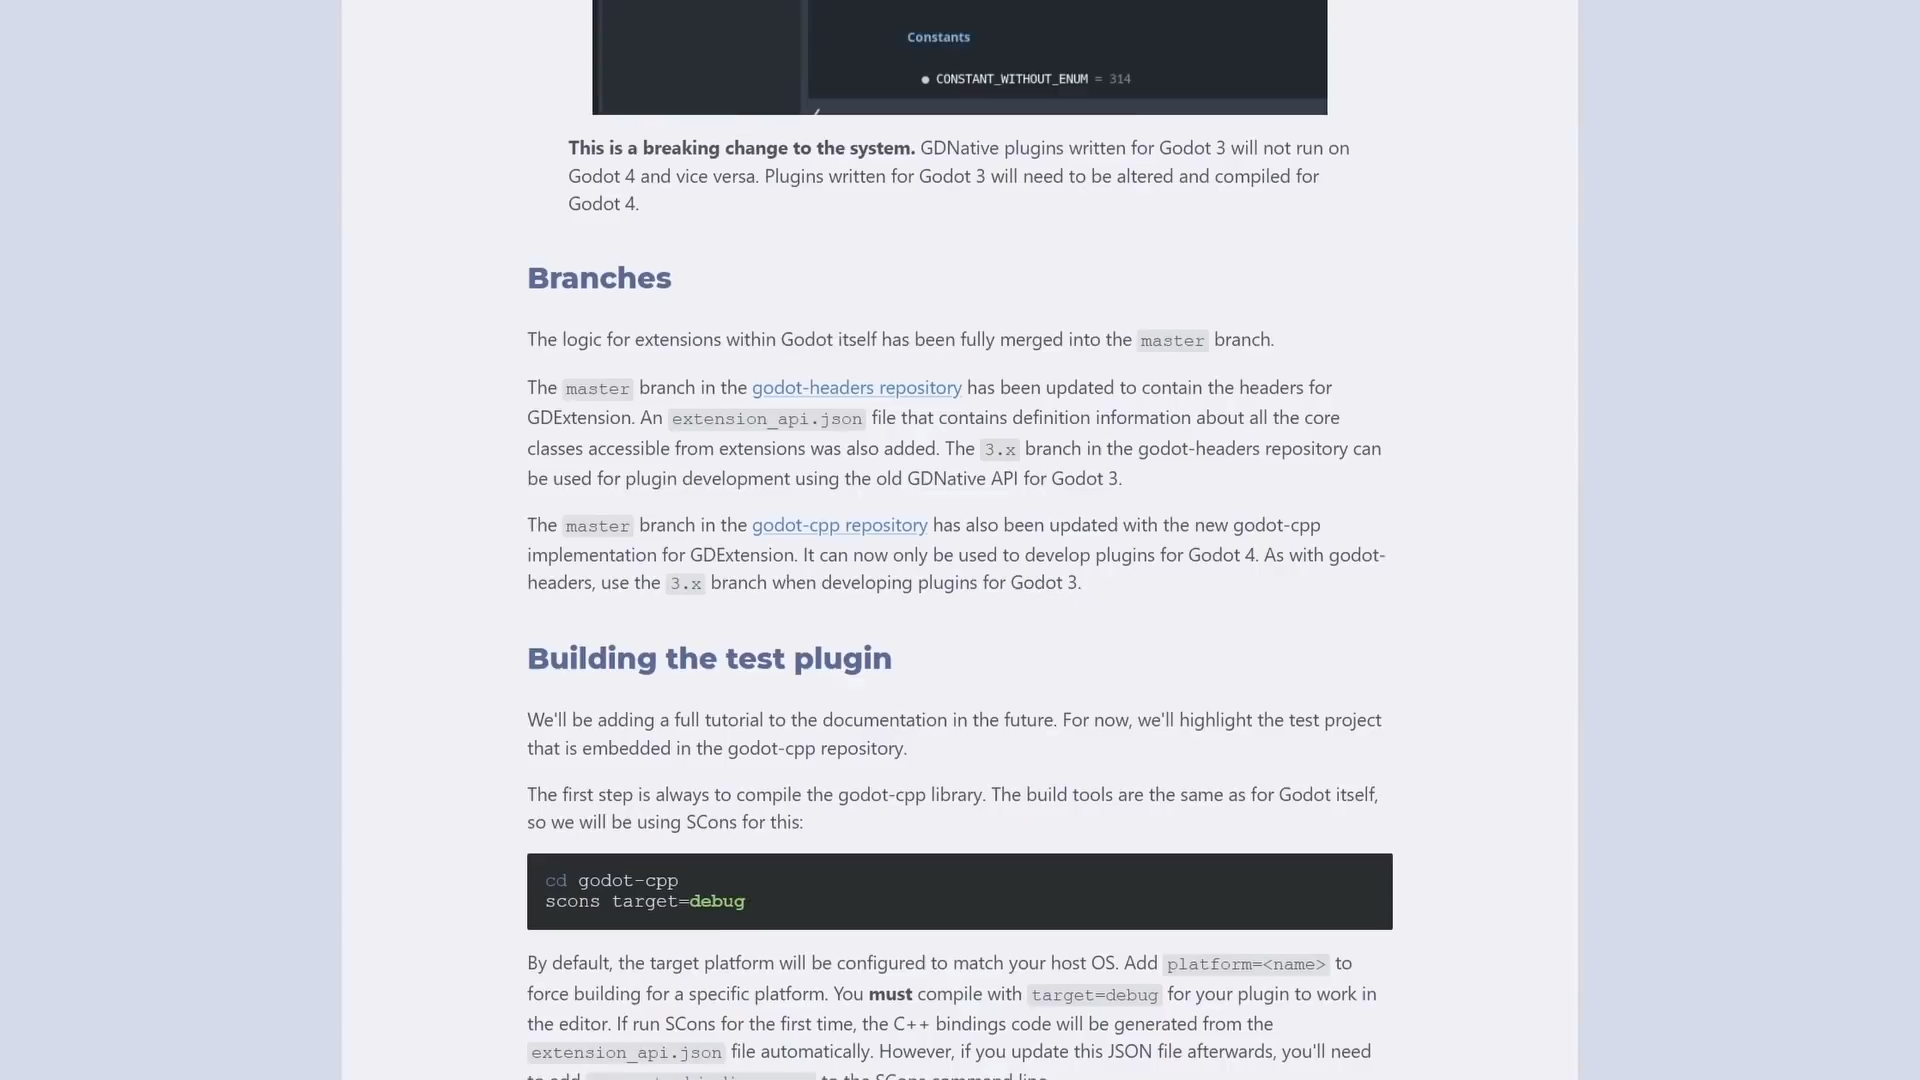 Constants
● CONSTANT_WITHOUT_ENUM = 314
This is a breaking change to the system. GDNative plugins written for Godot 3 will not run on
Godot 4 and vice versa. Plugins written for Godot 3 will need to be altered and compiled for
Godot 4.
Branches
The logic for extensions within Godot itself has been fully merged into the master branch.
The master branch in the godot-headers repository has been updated to contain the headers for
GDExtension. An extension_api.json file that contains definition information about all the core
classes accessible from extensions was also added. The 3.x branch in the godot-headers repository can
be used for plugin development using the old GDNative API for Godot 3.
The master branch in the godot-cpp repository has also been updated with the new godot-cpp
implementation for GDExtension. It can now only be used to develop plugins for Godot 4. As with godot-
headers, use the 3.x branch when developing plugins for Godot 3.
Building the test plugin
We'll be adding a full tutorial to the documentation in the future. For now, we'll highlight the test project
that is embedded in the godot-cpp repository.
The first step is always to compile the godot-cpp library. The build tools are the same as for Godot itself,
so we will be using SCons for this:
cd godot-cpp
scons target=debug
By default, the target platform will be configured to match your host OS. Add platform=<name> to
force building for a specific platform. You must compile with target=debug for your plugin to work in
the editor. If run SCons for the first time, the C++ bindings code will be generated from the
extension_api.json file automatically. However, if you update this JSON file afterwards, you'll need
to add to the SCons command line